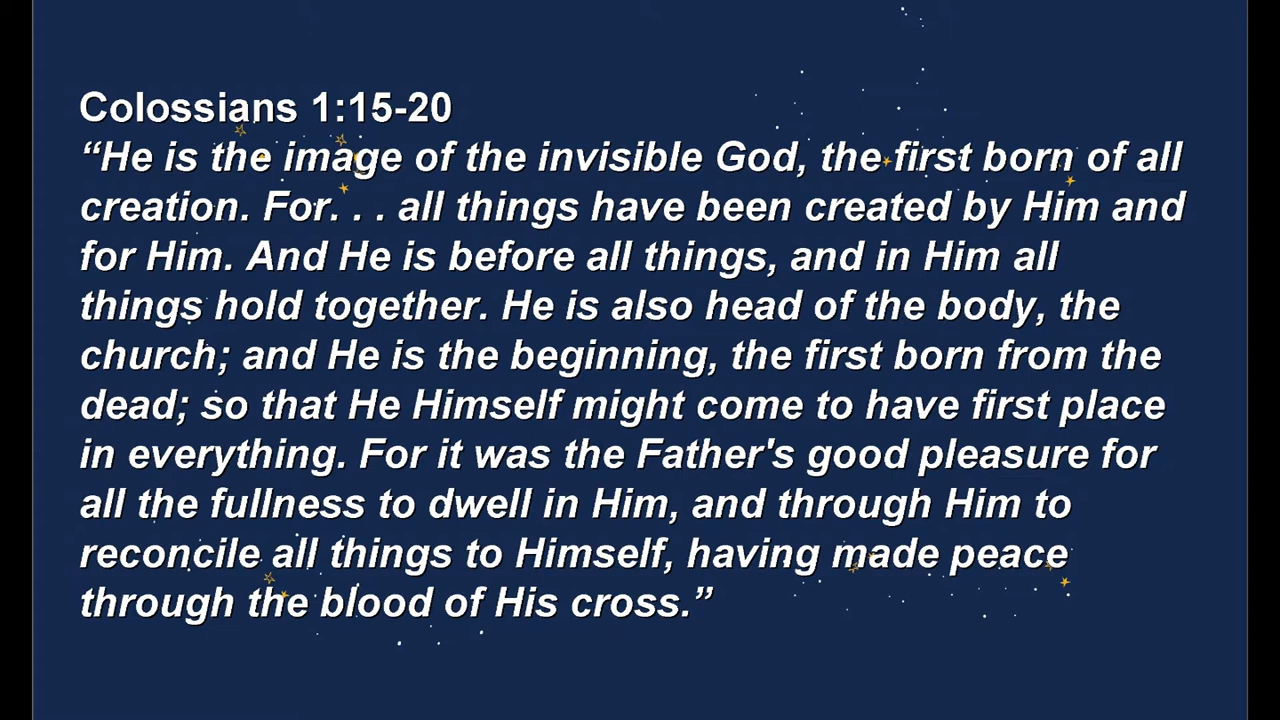 Colossians 1:15-20
“He is the image of the invisible God, the first born of all
creation. For. . . all things have been created by Him and
for Him. And He is before all things, and in Him all
things hold together. He is also head of the body, the
church; and He is the beginning, the first born from the
dead; so that He Himself might come to have first place
in everything. For it was the Father's good pleasure for
all the fullness to dwell in Him, and through Him to
reconcile all things to Himself, having made peace
through the blood of His cross.”